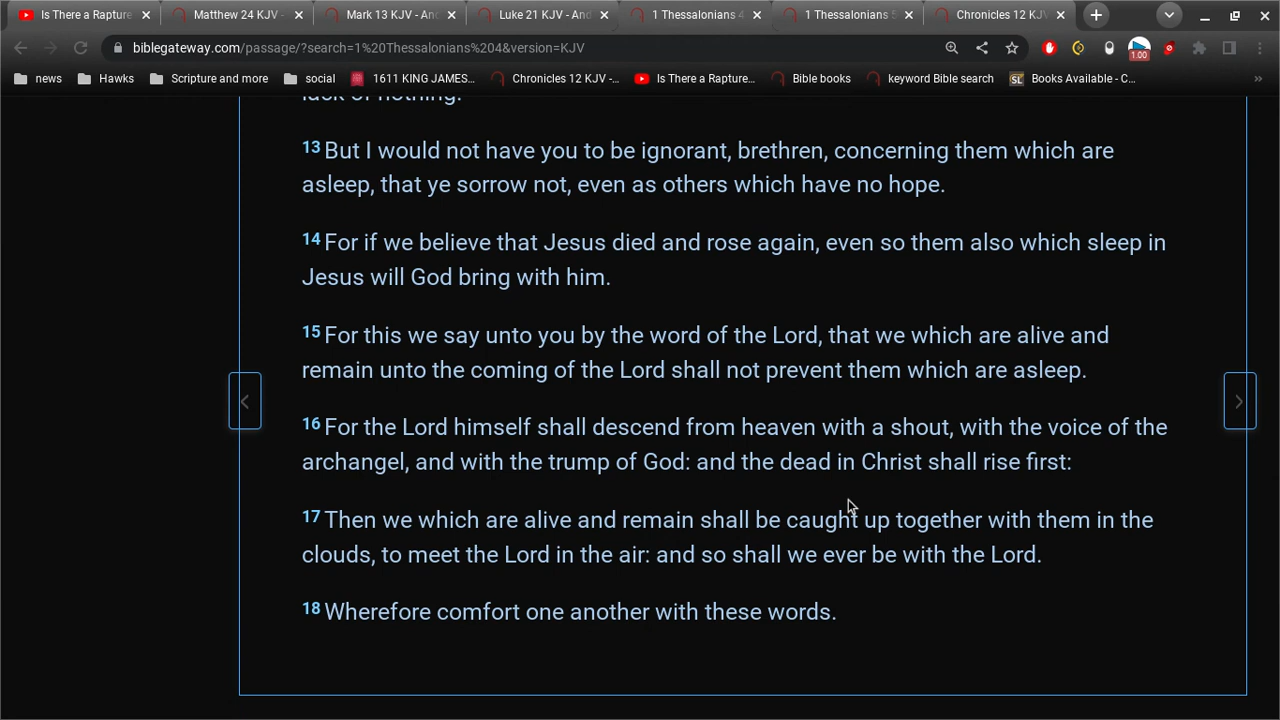 Is There a Rapture
Matthew 24 KJV -
Mark 13 KJV - And
Luke 21 KJV - And
1 Thessalonians 4
1 Thessalonians 5
Chronicles 12 KJV
biblegateway.com/passage/?search=1%20Thessalonians%204&version=KJV
1.00
news
Hawks
Scripture and more
social
1611 KING JAMES...
Chronicles 12 KJV -...
Is There a Rapture...
Bible books
keyword Bible search
SL
Books Available - C...
»
lack of nothing.
13 But I would not have you to be ignorant, brethren, concerning them which are
asleep, that ye sorrow not, even as others which have no hope.
14 For if we believe that Jesus died and rose again, even so them also which sleep in
Jesus will God bring with him.
15 For this we say unto you by the word of the Lord, that we which are alive and
remain unto the coming of the Lord shall not prevent them which are asleep.
16 For the Lord himself shall descend from heaven with a shout, with the voice of the
archangel, and with the trump of God: and the dead in Christ shall rise first:
17 Then we which are alive and remain shall be caught up together with them in the
clouds, to meet the Lord in the air: and so shall we ever be with the Lord.
18 Wherefore comfort one another with these words.